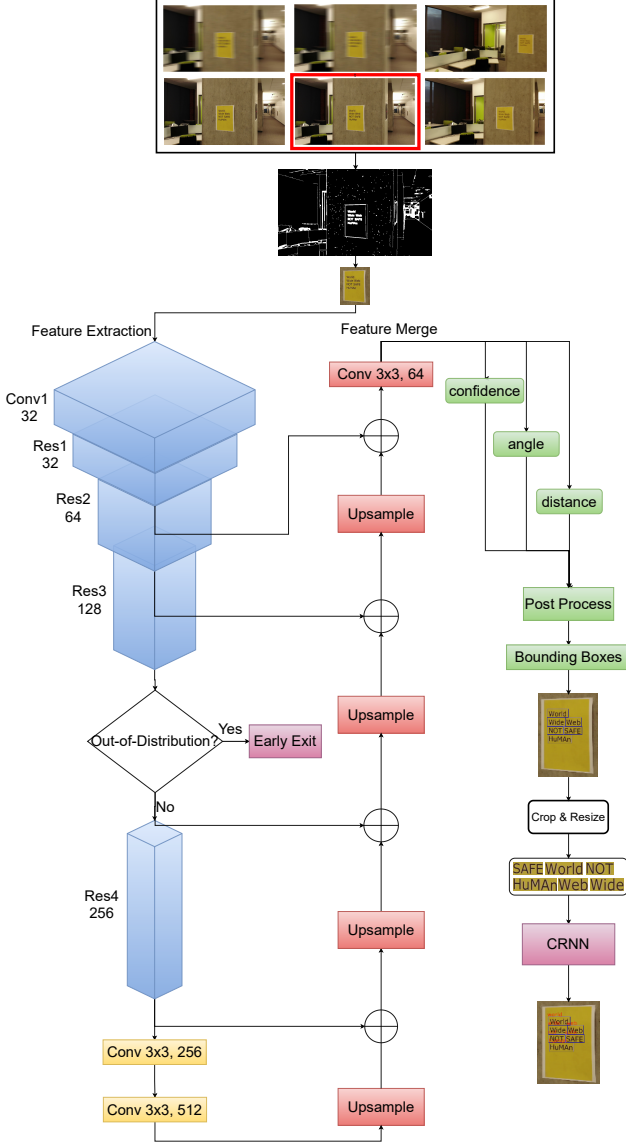 Feature Extraction
Conv1
32
Res1
32
Res2
64
Res3
128
Out-of-Distribution?
Yes
Early Exit
No
Res4
256
Conv 3x3, 256
Conv 3x3, 512
Feature Merge
Conv 3x3, 64
Upsample
Upsample
Upsample
Upsample
confidence
angle
distance
Post Process
Bounding Boxes
World
Wide Web
NOT SAFE
HuMAn
Crop & Resize
SAFE World NOT
HuMAn Web Wide
CRNN
World
Wide Web
NOT SAFE
HuMAn